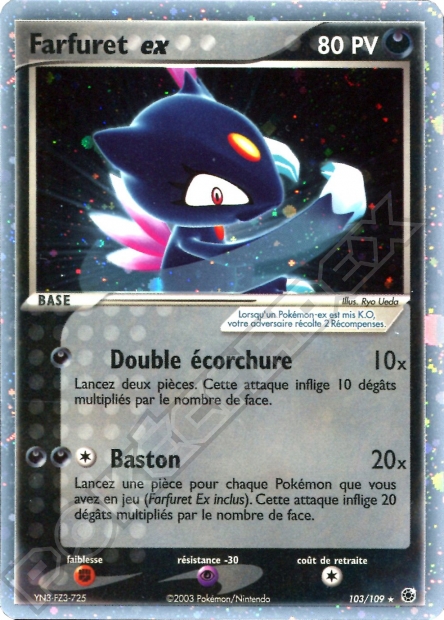 Farfuret ex 80 PV
BASE
Illus. Ryo Ueda
Lorsqu'un Pokémon-ex est mis K.O,
votre adversaire récolte 2 Récompenses.
Double écorchure 10x
Lancez deux pièces. Cette attaque inflige 10 dégâts
multipliés par le nombre de face.
Baston 20x
Lancez une pièce pour chaque Pokémon que vous
avez en jeu (Farfuret Ex inclus). Cette attaque inflige 20
dégâts multipliés par le nombre de face.
faiblesse résistance -30 coût de retraite
YN3-FZ3-725 ©2003 Pokémon/Nintendo 103/109 ★